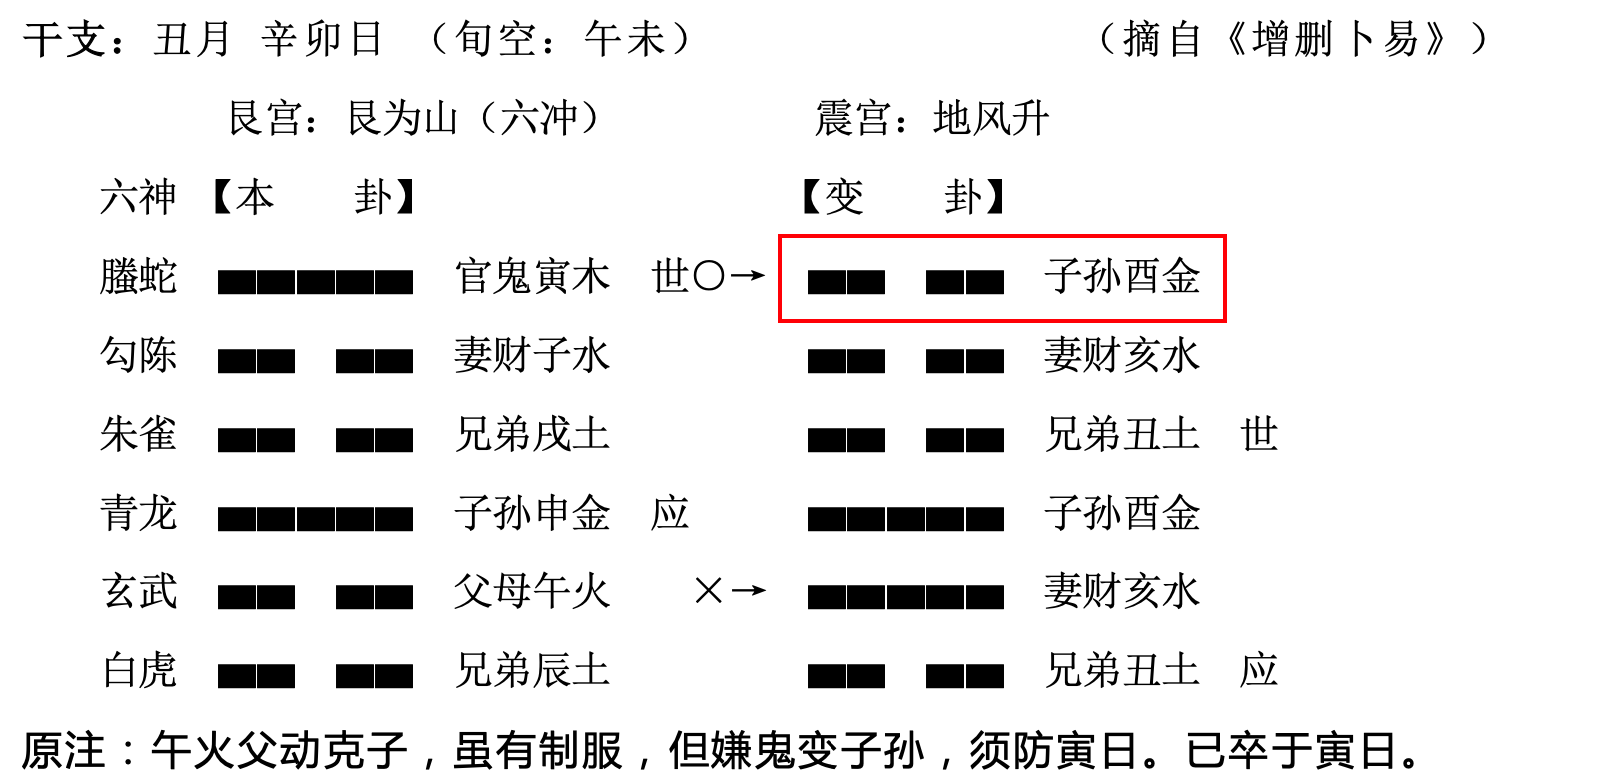 干支：丑月 辛卯日 （旬空：午未） （摘自《增删卜易》）
艮宫：艮为山（六冲） 震宫：地风升
六神 【本 卦】 【变 卦】
螣蛇 官鬼寅木 世○→ 子孙酉金
勾陈 妻财子水 妻财亥水
朱雀 兄弟戌土 兄弟丑土 世
青龙 子孙申金 应 子孙酉金
玄武 父母午火 ×→ 妻财亥水
白虎 兄弟辰土 兄弟丑土 应
原注：午火父动克子，虽有制服，但嫌鬼变子孙，须防寅日。已卒于寅日。